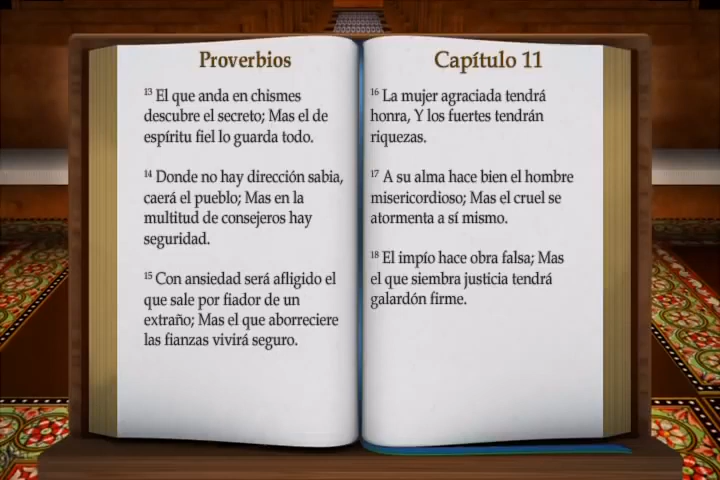 Proverbios
13 El que anda en chismes
descubre el secreto; Mas el de
espíritu fiel lo guarda todo.
14 Donde no hay dirección sabia,
caerá el pueblo; Mas en la
multitud de consejeros hay
seguridad.
15 Con ansiedad será afligido el
que sale por fiador de un
extraño; Mas el que aborreciere
las fianzas vivirá seguro.
Capítulo 11
16 La mujer agraciada tendrá
honra, Y los fuertes tendrán
riquezas.
17 A su alma hace bien el hombre
misericordioso; Mas el cruel se
atormenta a sí mismo.
18 El impío hace obra falsa; Mas
el que siembra justicia tendrá
galardón firme.